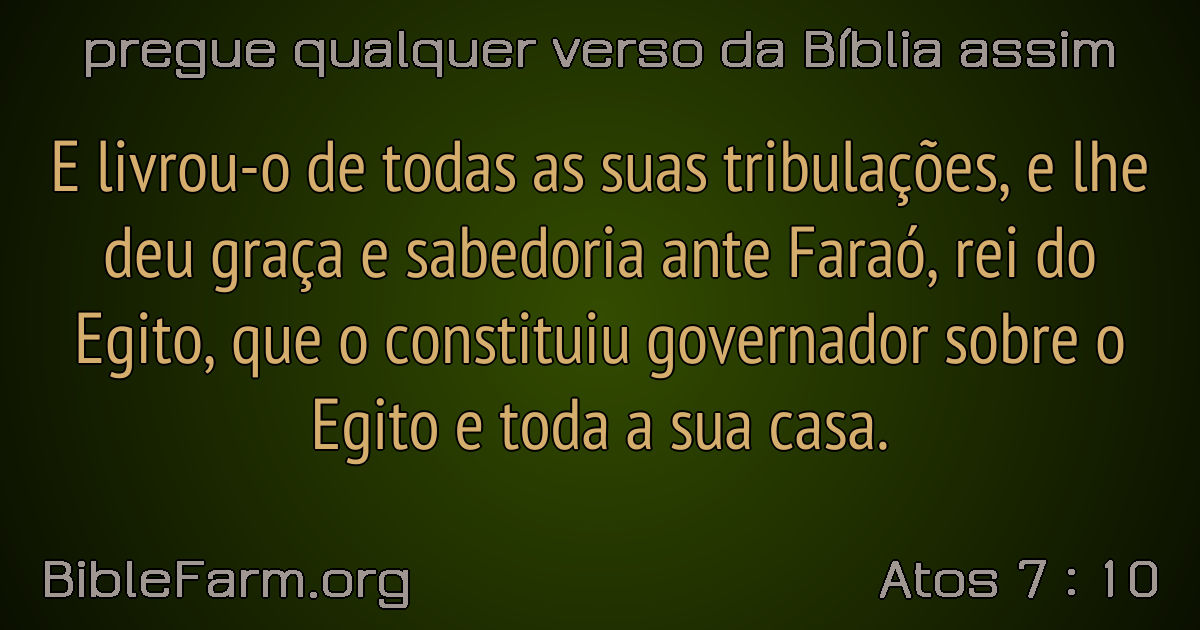 pregue qualquer verso da Bíblia assim
E livrou-o de todas as suas tribulações, e lhe
deu graça e sabedoria ante Faraó, rei do
Egito, que o constituiu governador sobre o
Egito e toda a sua casa.
BibleFarm.org
Atos 7 : 10